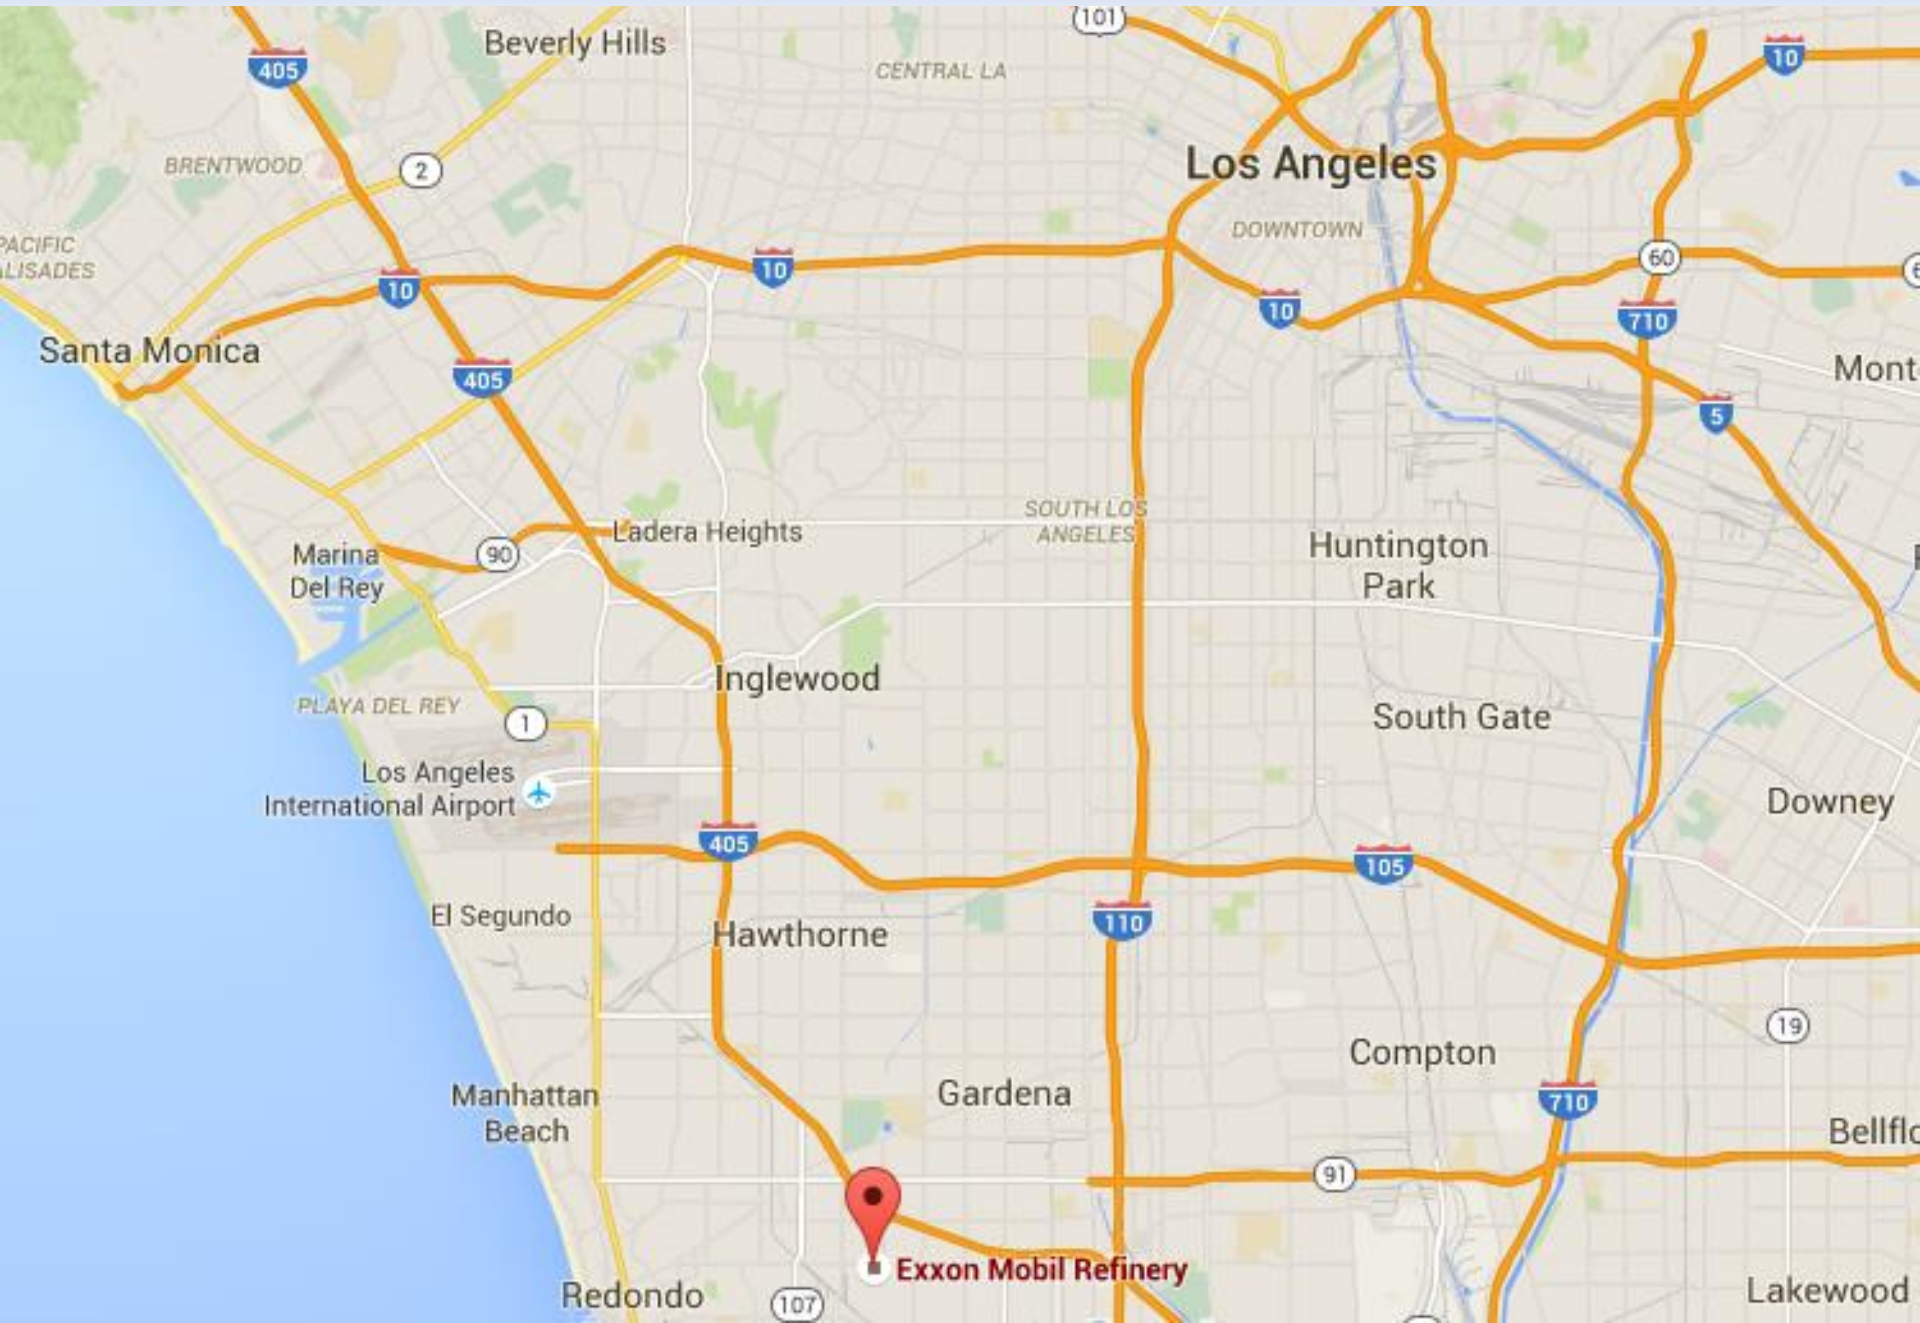 101
Beverly Hills
405
CENTRAL LA
10
BRENTWOOD
2
Los Angeles
DOWNTOWN
PACIFIC
ALISADES
60
6
10
10
10
710
Santa Monica
405
Mont
5
SOUTH LOS
ANGELES
Ladera Heights
90
Marina
Del Rey
Huntington
Park
Inglewood
PLAYA DEL REY
1
South Gate
Los Angeles
International Airport
Downey
405
105
El Segundo
110
Hawthorne
19
Compton
Gardena
Manhattan
Beach
710
Bellflo
91
Exxon Mobil Refinery
Redondo
107
Lakewood